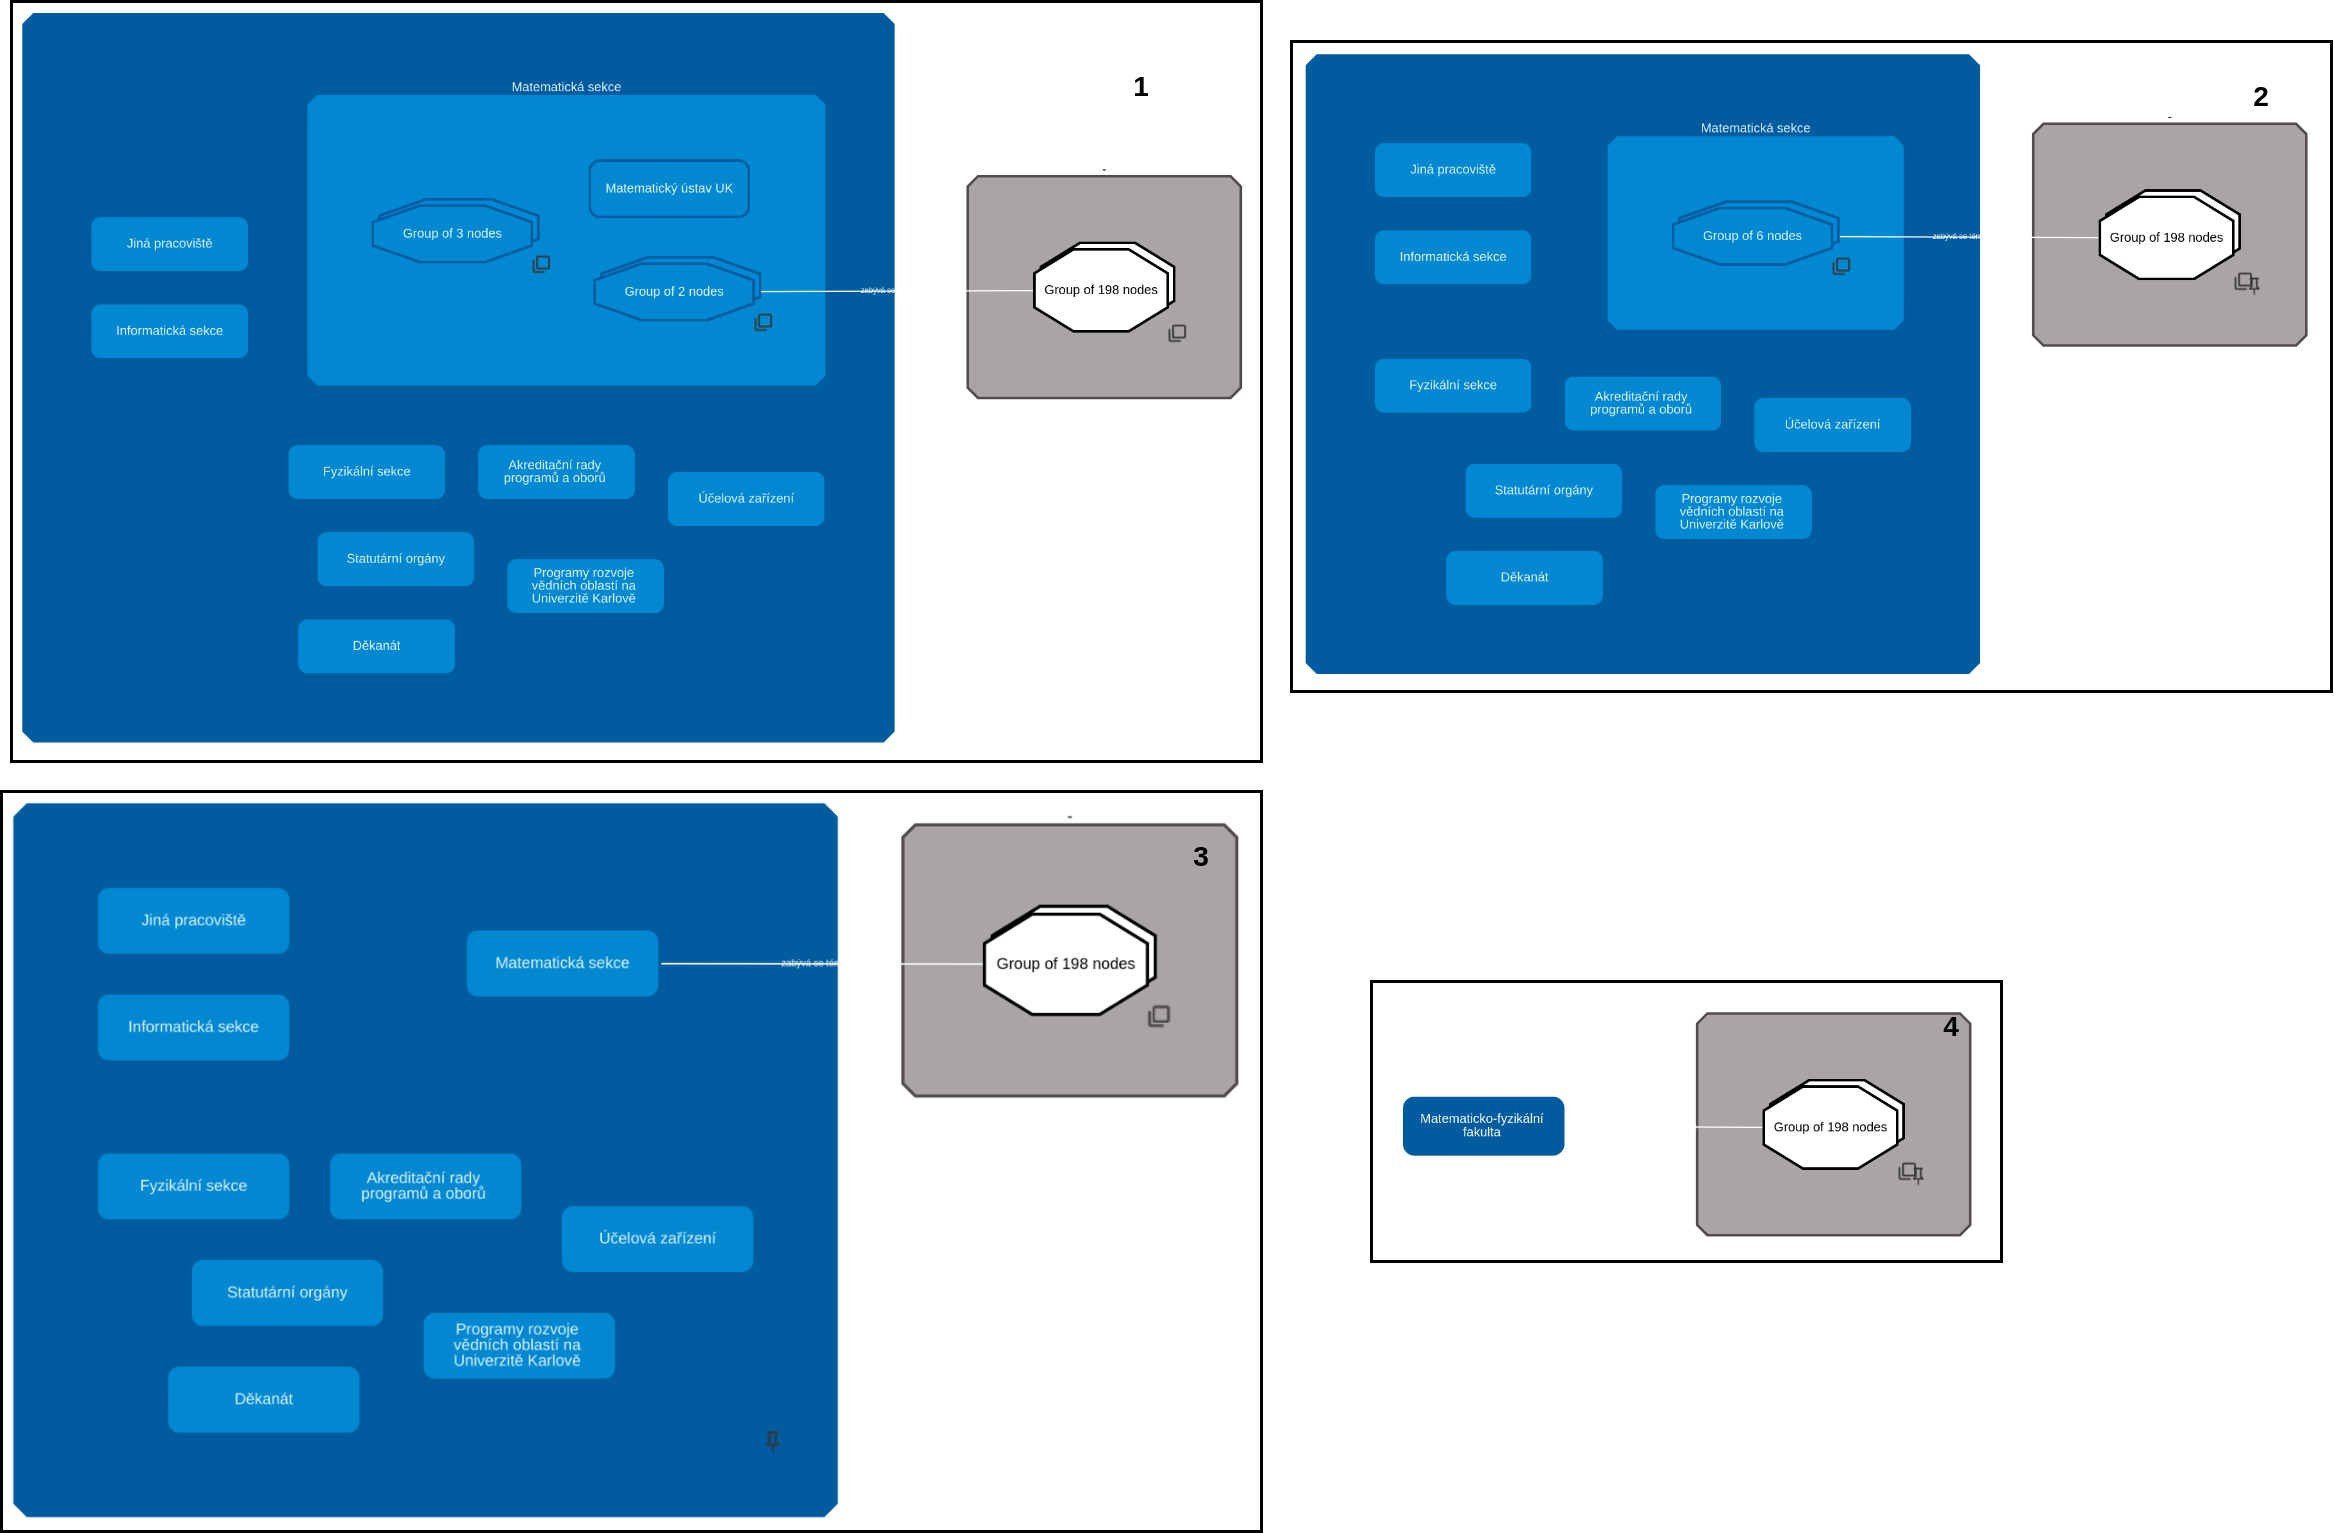 1
Matematická sekce
Matematický ústav UK
Group of 3 nodes
Group of 2 nodes
Jiná pracoviště
Informatická sekce
Fyzikální sekce
Akreditační rady
programů a oborů
Účelová zařízení
Statutární orgány
Programy rozvoje
vědních oblastí na
Univerzitě Karlově
Děkanát
zabývá se
-
Group of 198 nodes
2
Matematická sekce
Jiná pracoviště
Informatická sekce
Group of 6 nodes
zabývá se tém
-
Group of 198 nodes
Fyzikální sekce
Akreditační rady
programů a oborů
Účelová zařízení
Statutární orgány
Programy rozvoje
vědních oblastí na
Univerzitě Karlově
Děkanát
3
Jiná pracoviště
Matematická sekce
zabývá se tém
-
Group of 198 nodes
Informatická sekce
Fyzikální sekce
Akreditační rady
programů a oborů
Účelová zařízení
Statutární orgány
Programy rozvoje
vědních oblastí na
Univerzitě Karlově
Děkanát
4
Matematicko-fyzikální
fakulta
Group of 198 nodes